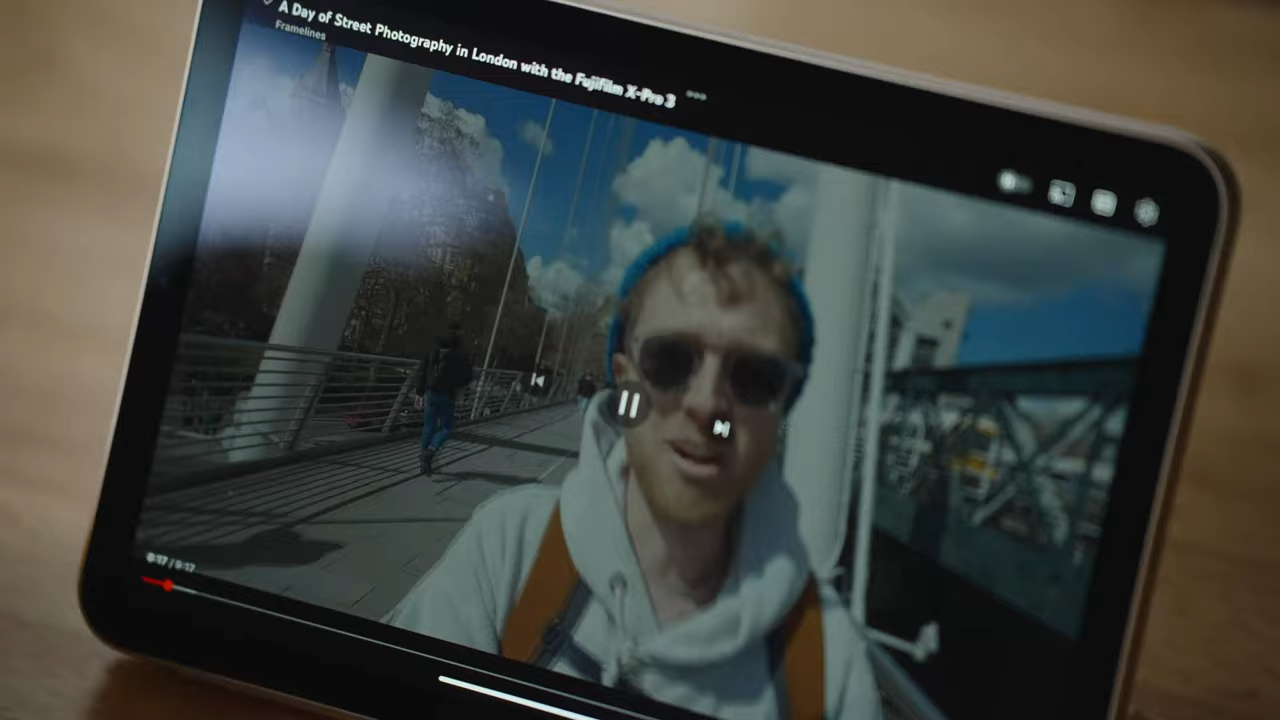 A Day of Street Photography in London with the Fujifilm X-Pro 3
Framelines